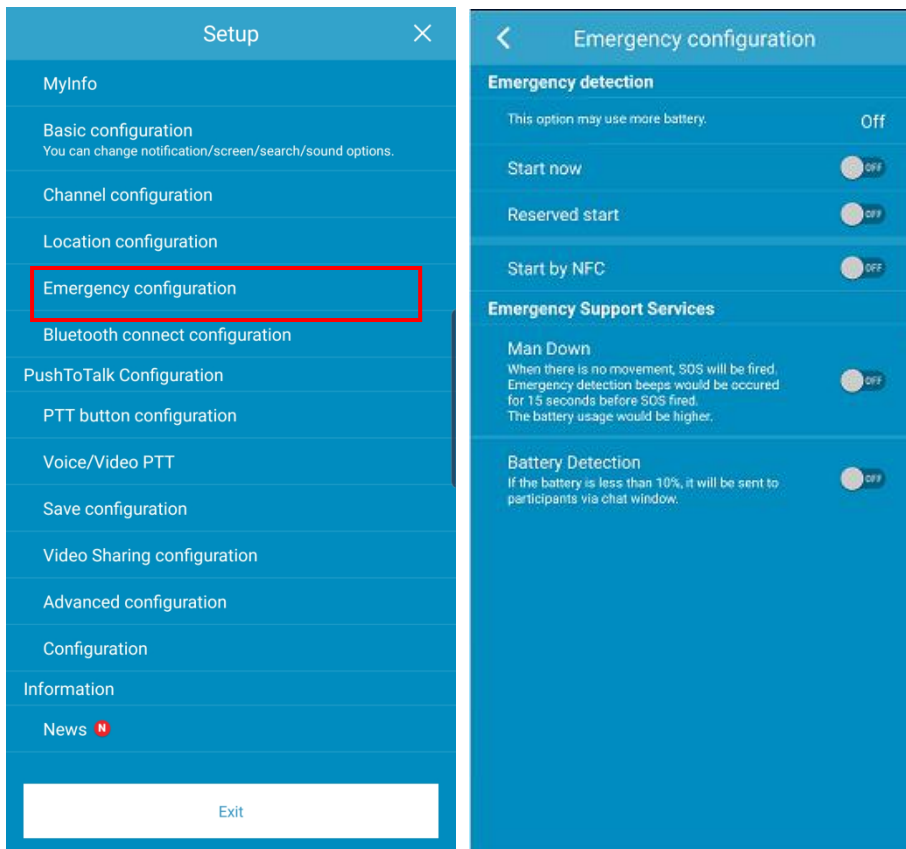 Setup
MyInfo
Basic configuration
You can change notification/screen/search/sound options.
Channel configuration
Location configuration
Emergency configuration
Bluetooth connect configuration
PushToTalk Configuration
PTT button configuration
Voice/Video PTT
Save configuration
Video Sharing configuration
Advanced configuration
Configuration
Information
News N
Exit
Emergency configuration
Emergency detection
This option may use more battery. Off
Start now OFF
Reserved start OFF
Start by NFC OFF
Emergency Support Services
Man Down
When there is no movement, SOS will be fired.
Emergency detection beeps would be occured
for 15 seconds before SOS fired.
The battery usage would be higher.
OFF
Battery Detection
If the battery is less than 10%, it will be sent to
participants via chat window.
OFF